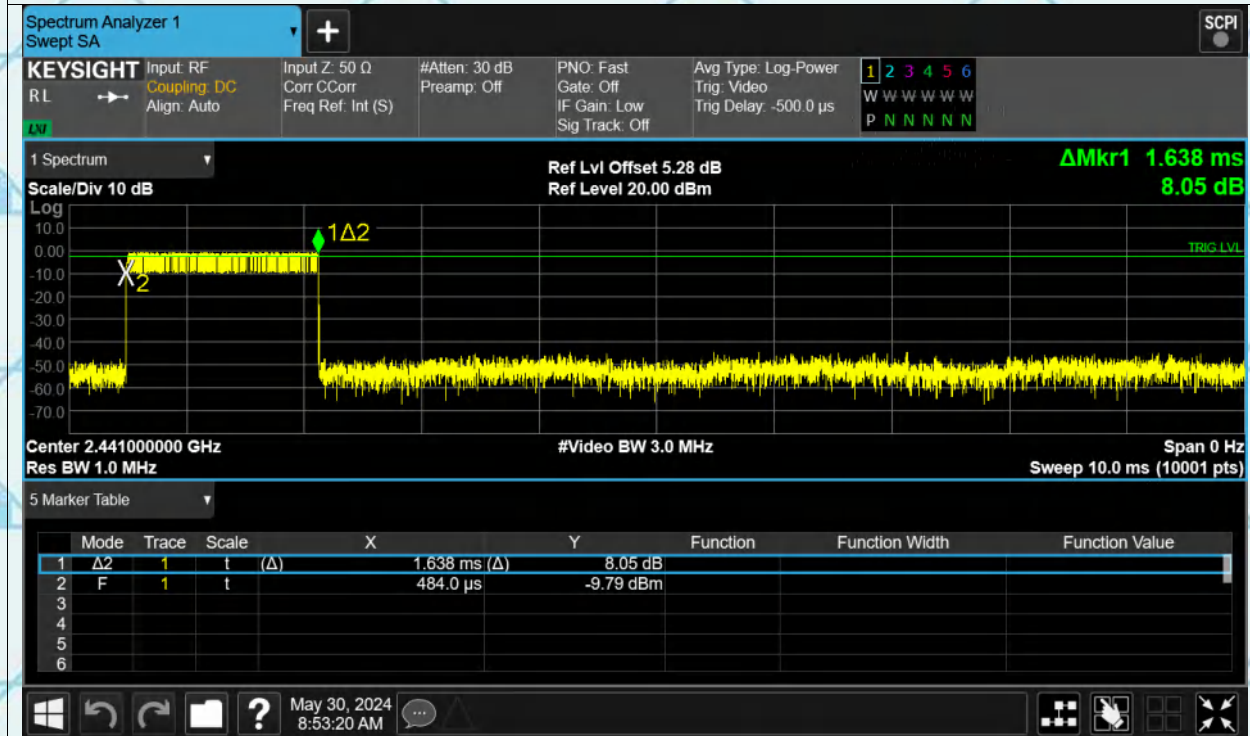 Spectrum Analyzer 1
Swept SA
+
SCPI
KEYSIGHT Input: RF Input Z: 50 Ω #Atten: 30 dB PNO: Fast Avg Type: Log-Power 1 2 3 4 5 6
RL Coupling: DC Corr CCorr Preamp: Off Gate: Off Trig: Video W W W W W W
Align: Auto Freq Ref: Int (S) IF Gain: Low Trig Delay: -500.0 µs P N N N N N
LXI Sig Track: Off
1 Spectrum Ref Lvl Offset 5.28 dB ΔMkr1 1.638 ms
Scale/Div 10 dB Ref Level 20.00 dBm 8.05 dB
Log
10.0
1Δ2
0.00
TRIG LVL
-10.0
2
-20.0
-30.0
-40.0
-50.0
-60.0
-70.0
Center 2.441000000 GHz #Video BW 3.0 MHz Span 0 Hz
Res BW 1.0 MHz Sweep 10.0 ms (10001 pts)
5 Marker Table
Mode Trace Scale X Y Function Function Width Function Value
1 Δ2 1 t (Δ) 1.638 ms (Δ) 8.05 dB
2 F 1 t 484.0 µs -9.79 dBm
3
4
5
6
? May 30, 2024
8:53:20 AM